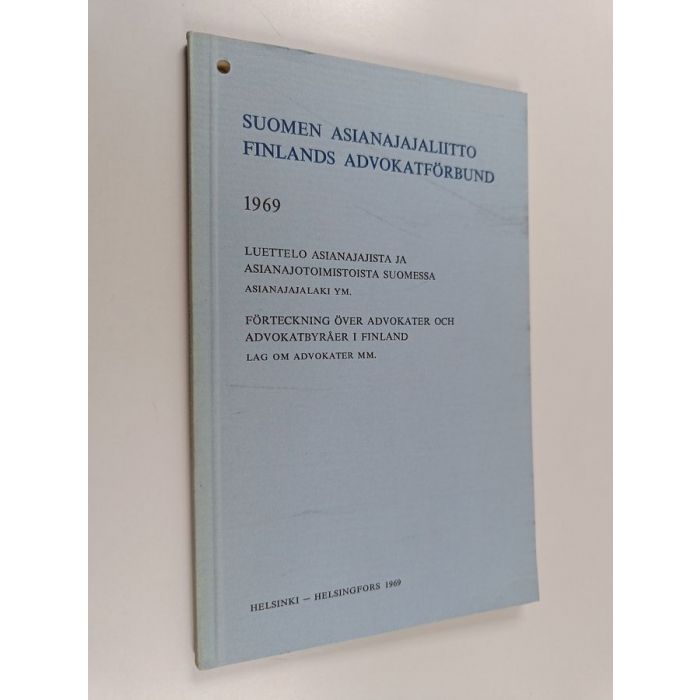 SUOMEN ASIANAJAJALIITTO
FINLANDS ADVOKATFÖRBUND
1969
LUETTELO ASIANAJAJISTA JA
ASIANAJOTOIMISTOISTA SUOMESSA
ASIANAJAJALAKI YM.
FÖRTECKNING ÖVER ADVOKATER OCH
ADVOKATBYRÅER I FINLAND
LAG OM ADVOKATER MM.
HELSINKI — HELSINGFORS 1969